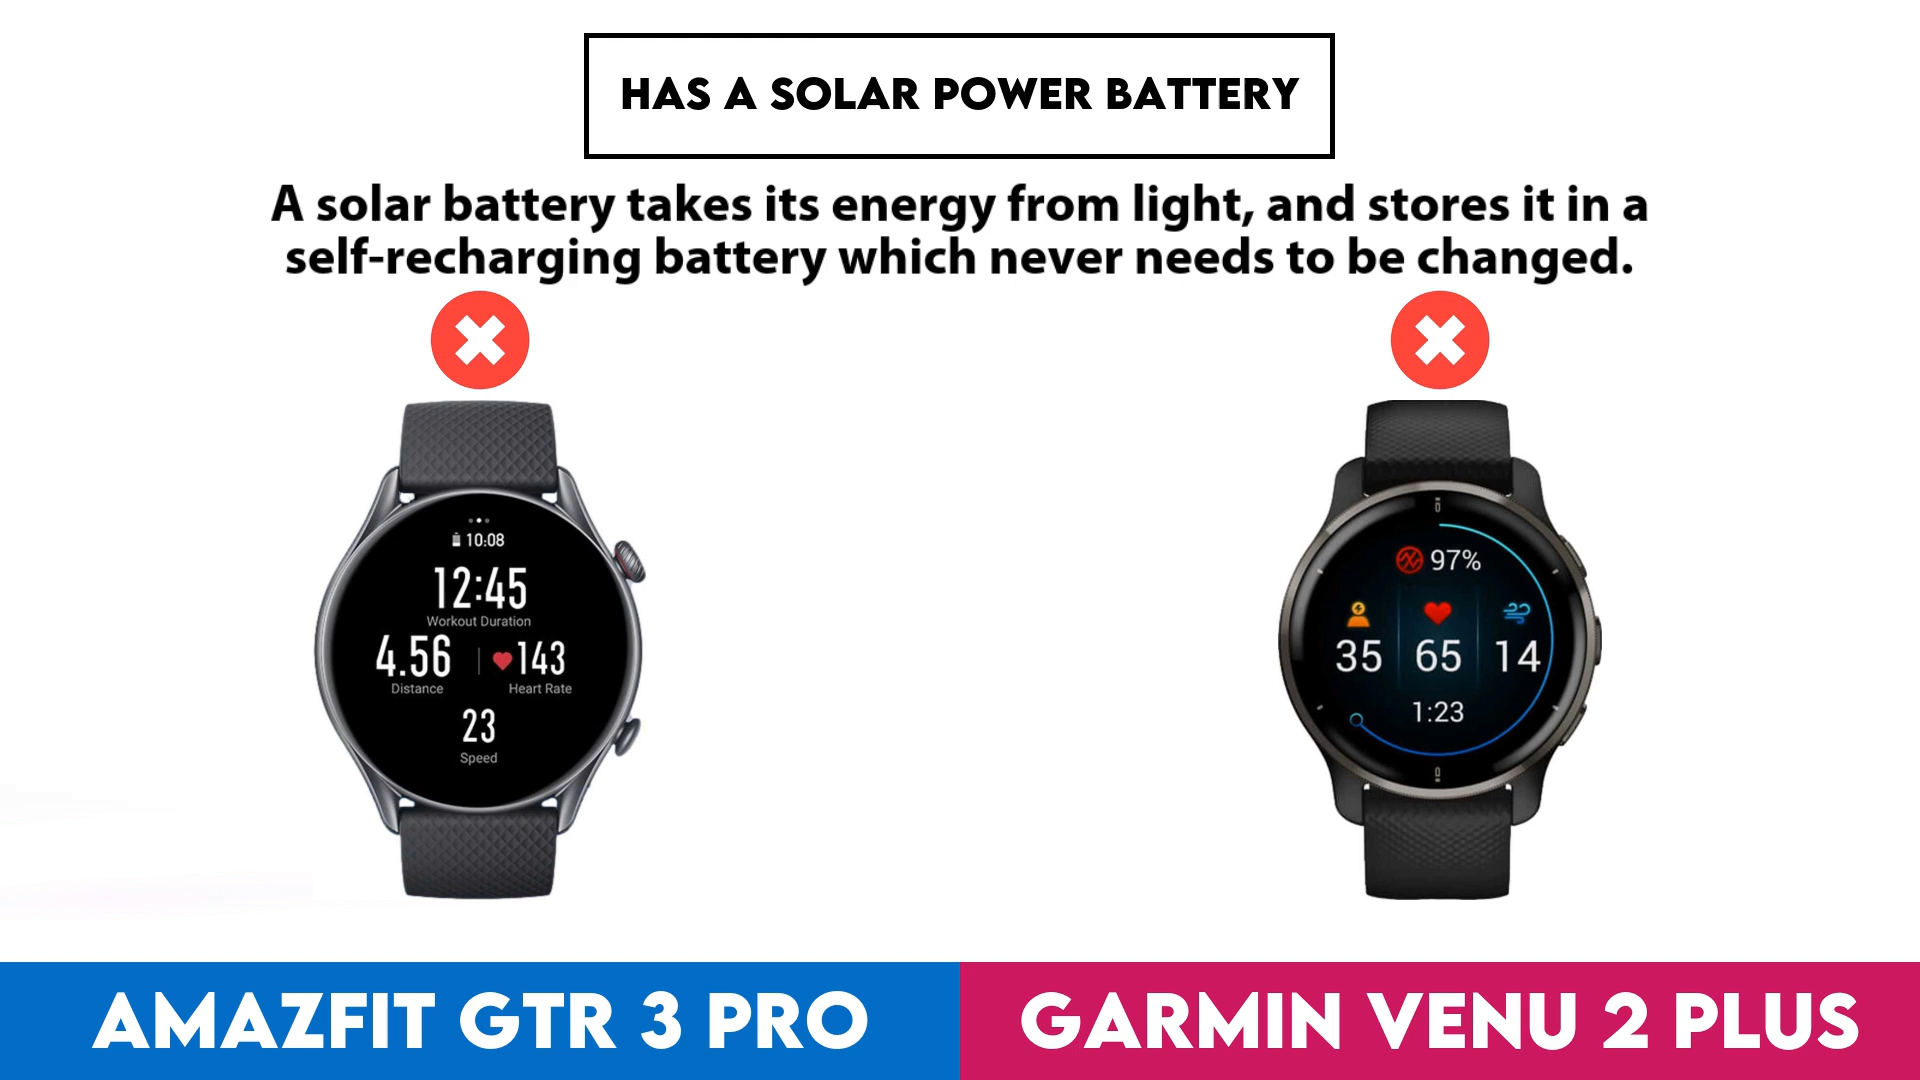 HAS A SOLAR POWER BATTERY
A solar battery takes its energy from light, and stores it in a
self-recharging battery which never needs to be changed.
10:08
12:45
Workout Duration
4.56 143
Distance Heart Rate
23
Speed
97%
35 65 14
1:23
AMAZFIT GTR 3 PRO
GARMIN VENU 2 PLUS